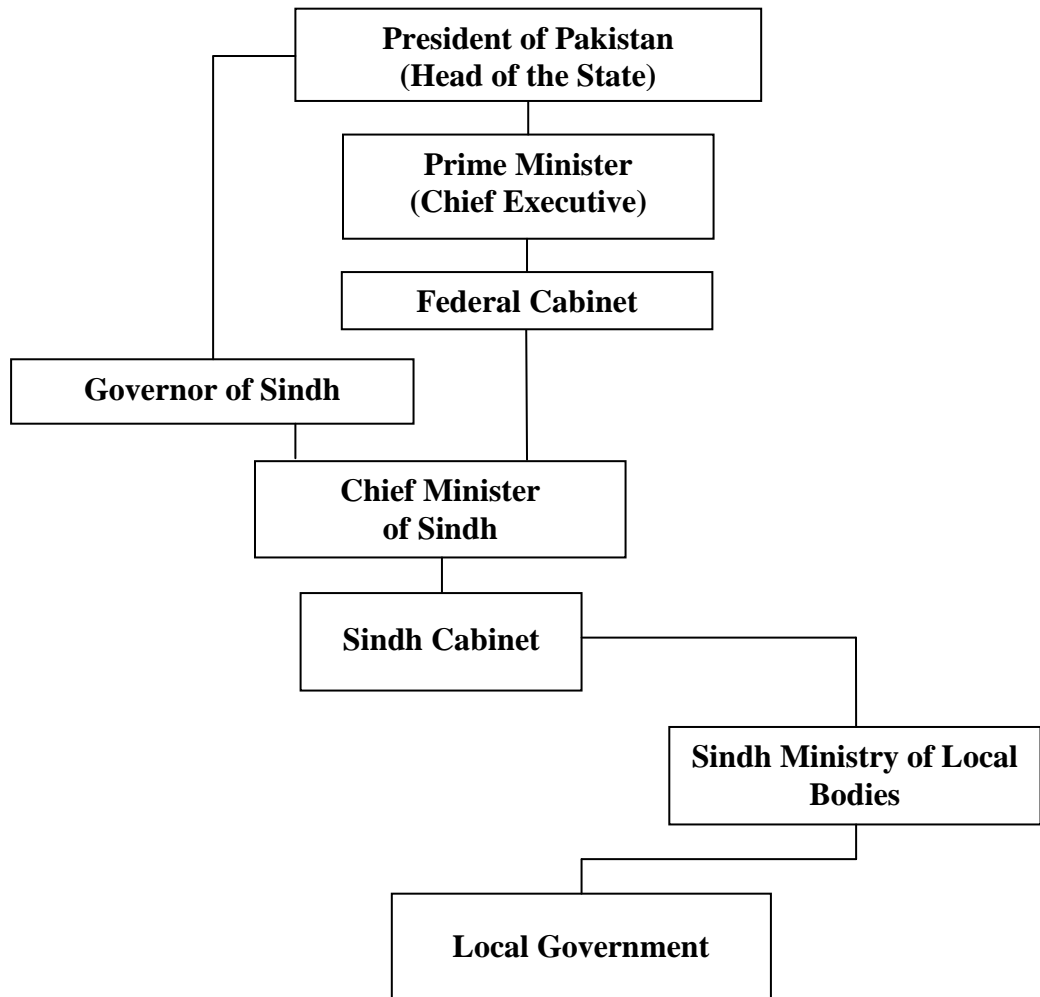 President of Pakistan
(Head of the State)
Prime Minister
(Chief Executive)
Federal Cabinet
Governor of Sindh
Chief Minister
of Sindh
Sindh Cabinet
Sindh Ministry of Local
Bodies
Local Government